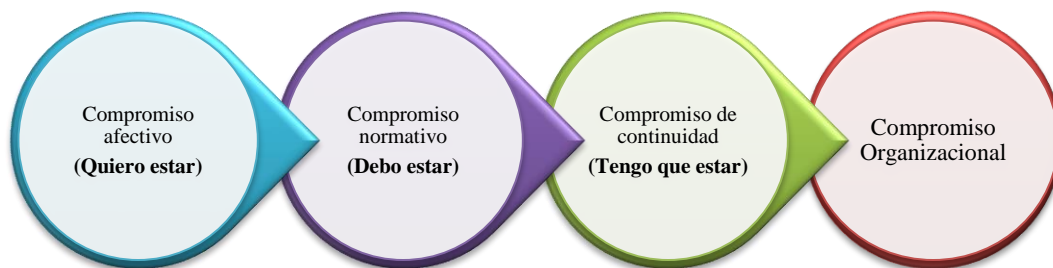 Compromiso
afectivo
(Quiero estar)
Compromiso
normativo
(Debo estar)
Compromiso de
continuidad
(Tengo que estar)
Compromiso
Organizacional